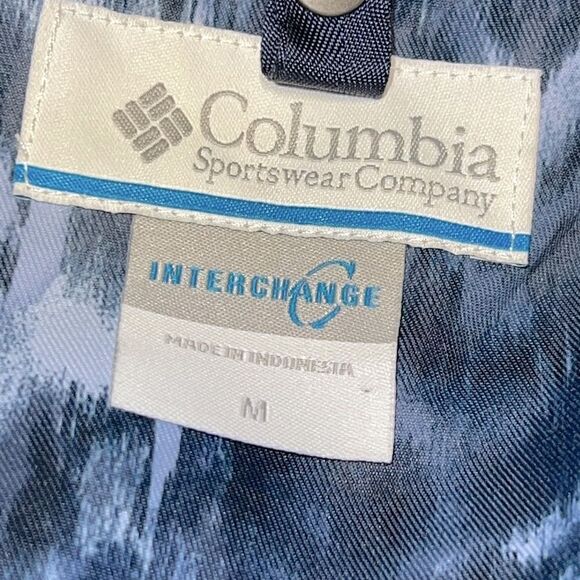 Columbia
Sportswear Company
INTERCHANGE
MADE IN INDONESIA
M